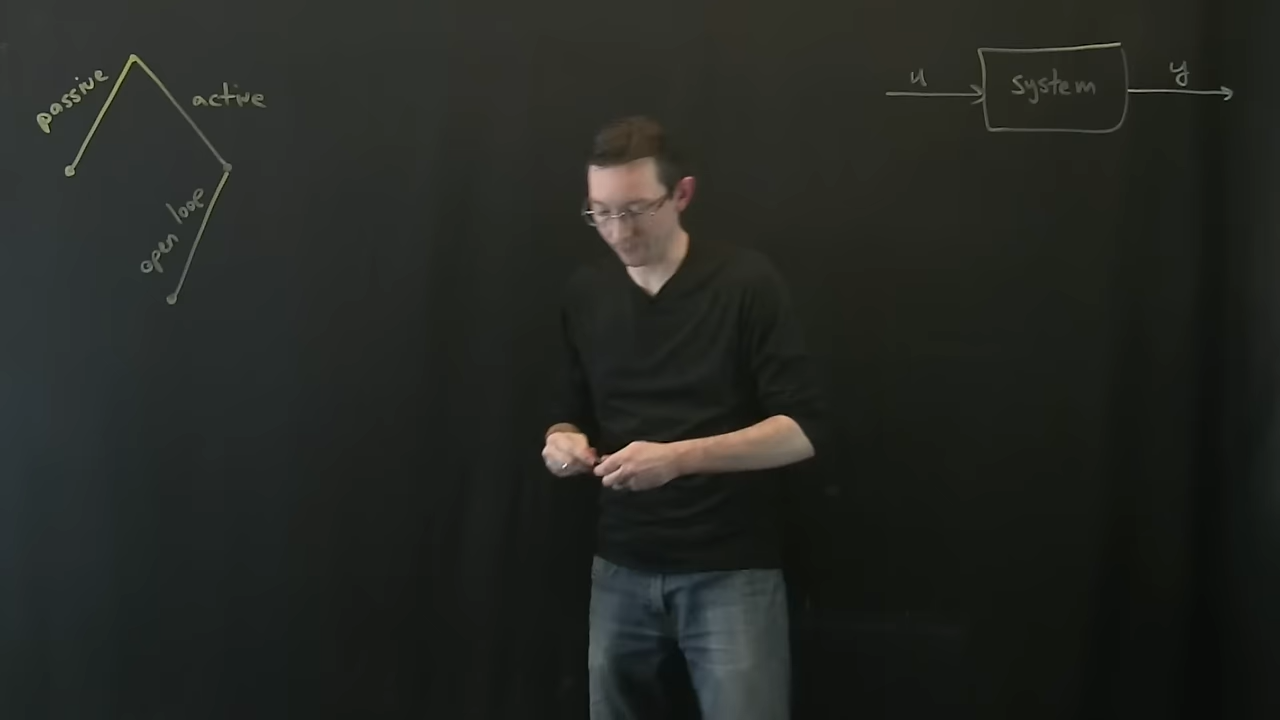 passive
active
open loop
u
system
y